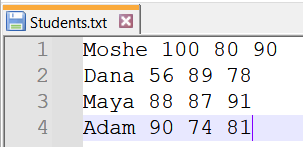 Students.txt
1 Moshe 100 80 90
2 Dana 56 89 78
3 Maya 88 87 91
4 Adam 90 74 81